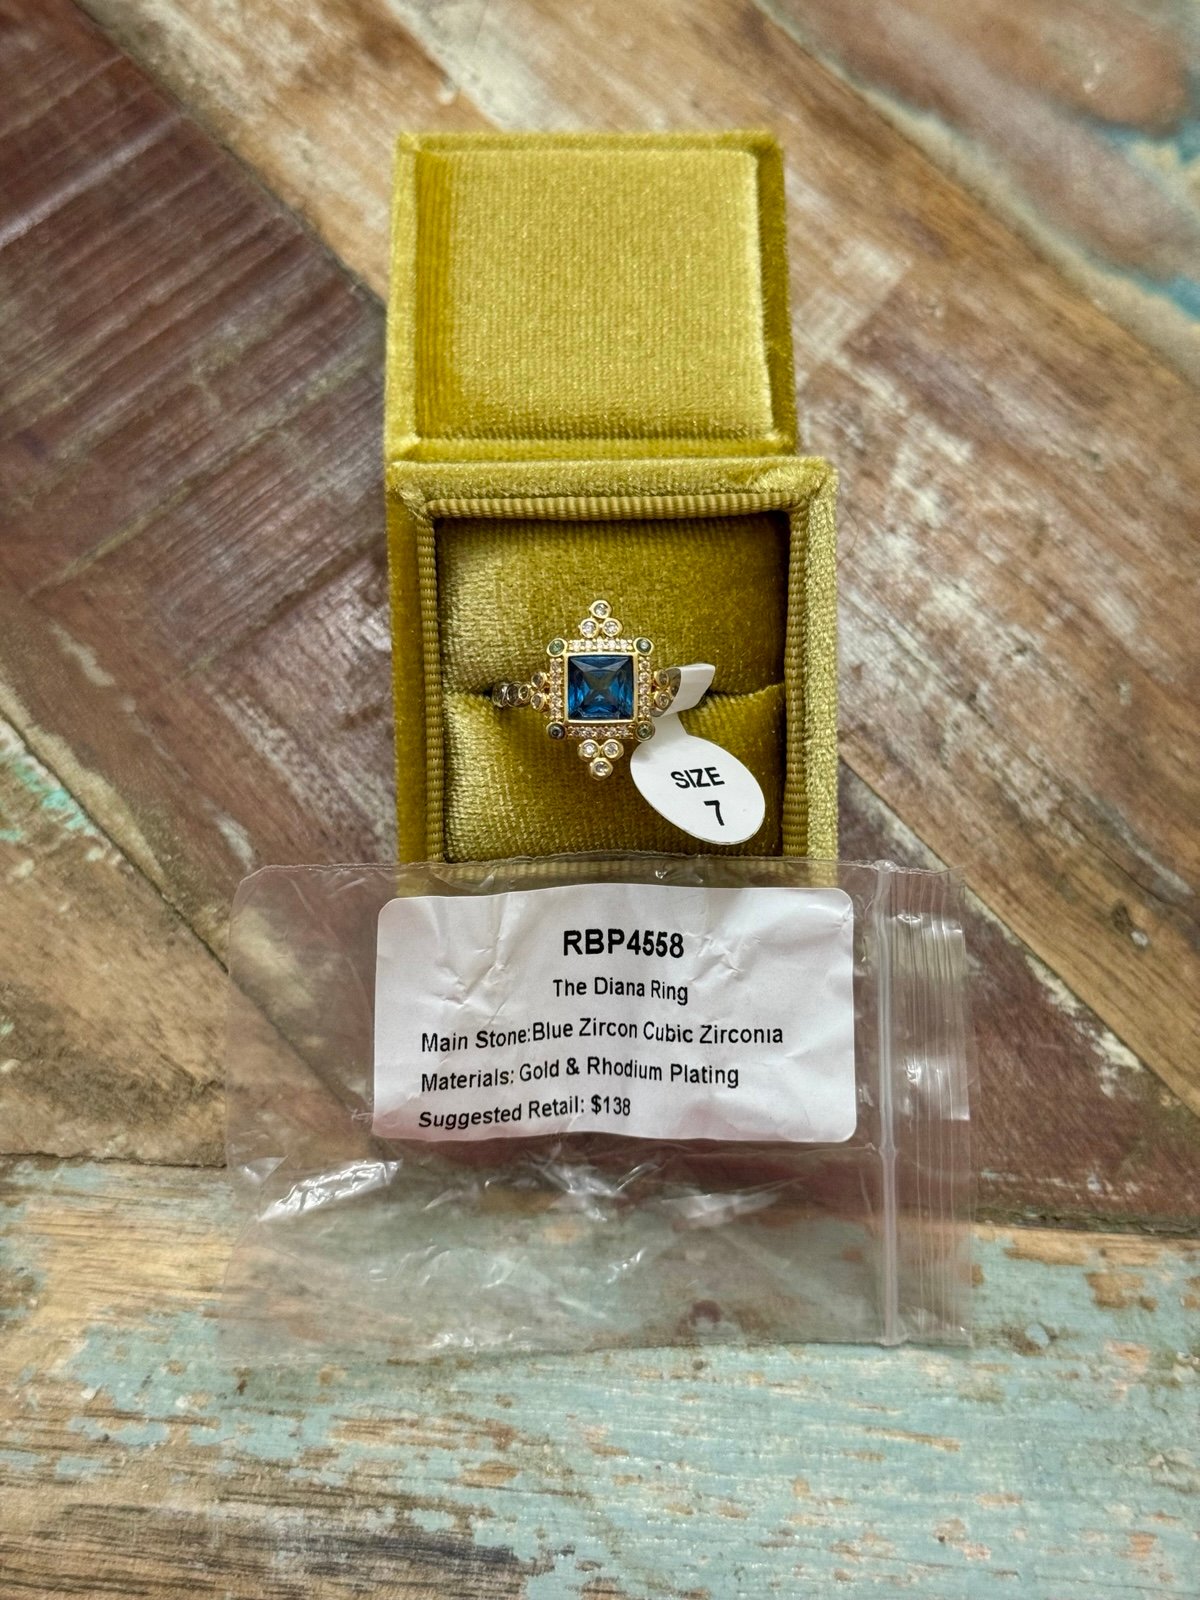 SIZE
7
RBP4558
The Diana Ring
Main Stone:Blue Zircon Cubic Zirconia
Materials: Gold & Rhodium Plating
Suggested Retail: $138